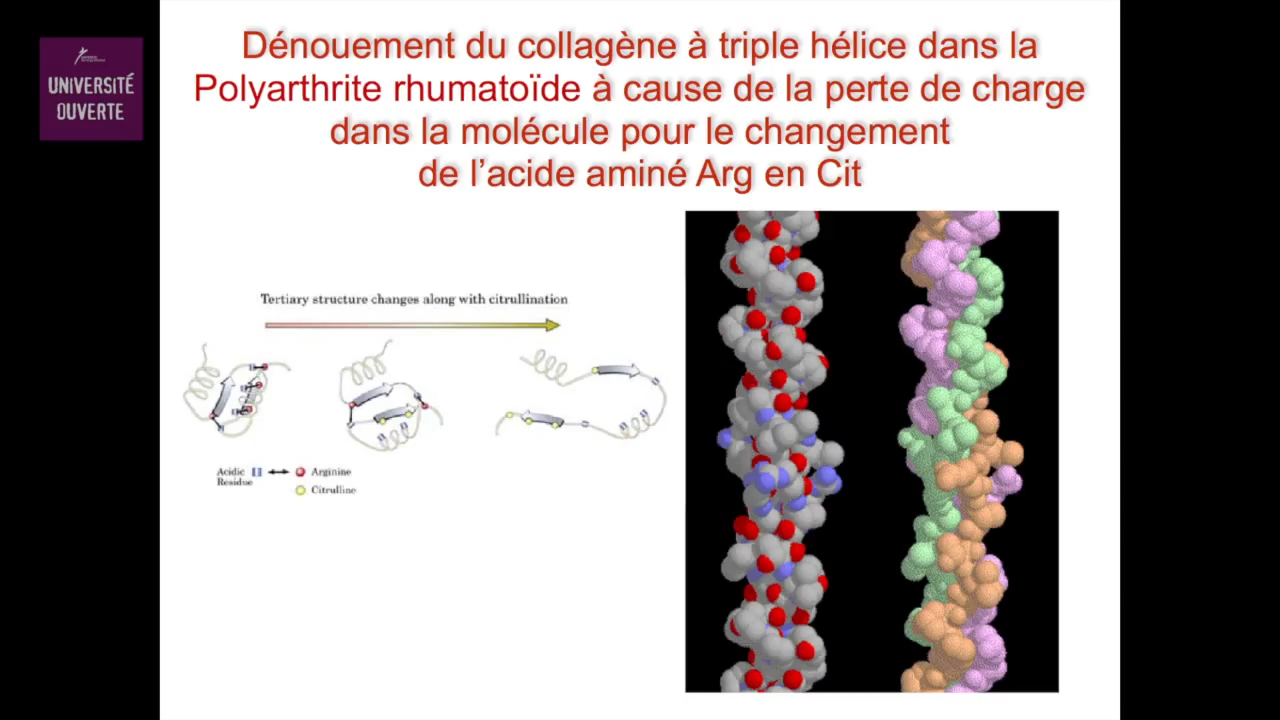 UNIVERSITÉ
OUVERTE
Dénouement du collagène à triple hélice dans la
Polyarthrite rhumatoïde à cause de la perte de charge
dans la molécule pour le changement
de l’acide aminé Arg en Cit
Tertiary structure changes along with citrullination
Acidic
Residue
Arginine
Citrulline